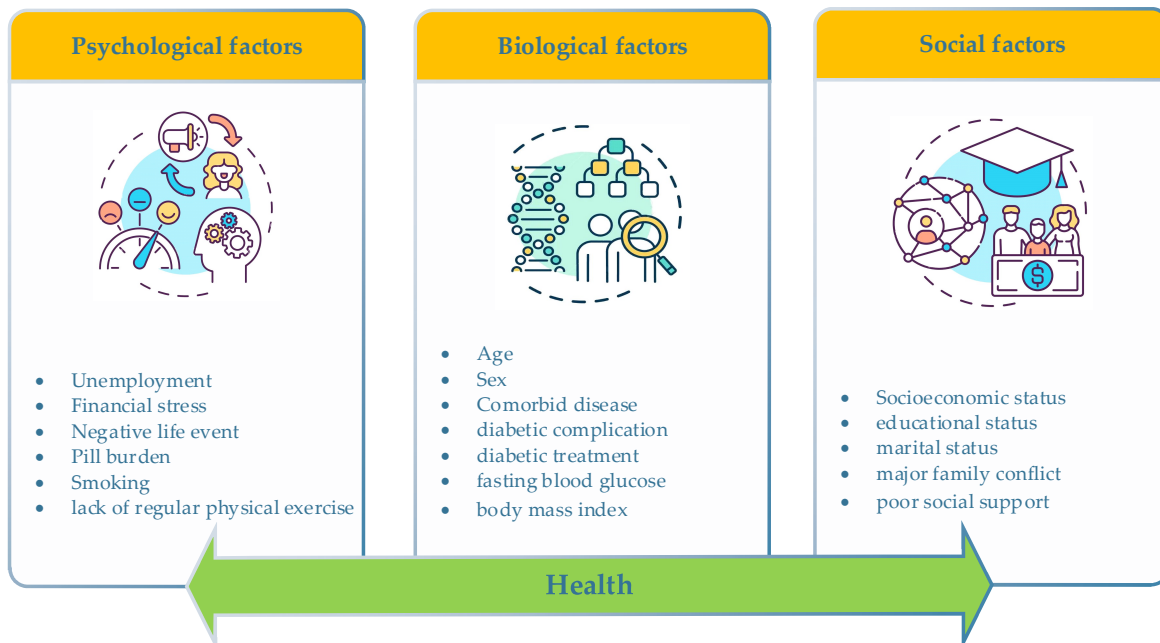 Psychological factors
• Unemployment
• Financial stress
• Negative life event
• Pill burden
• Smoking
• lack of regular physical exercise
Biological factors
• Age
• Sex
• Comorbid disease
• diabetic complication
• diabetic treatment
• fasting blood glucose
• body mass index
Social factors
$
• Socioeconomic status
• educational status
• marital status
• major family conflict
• poor social support
Health